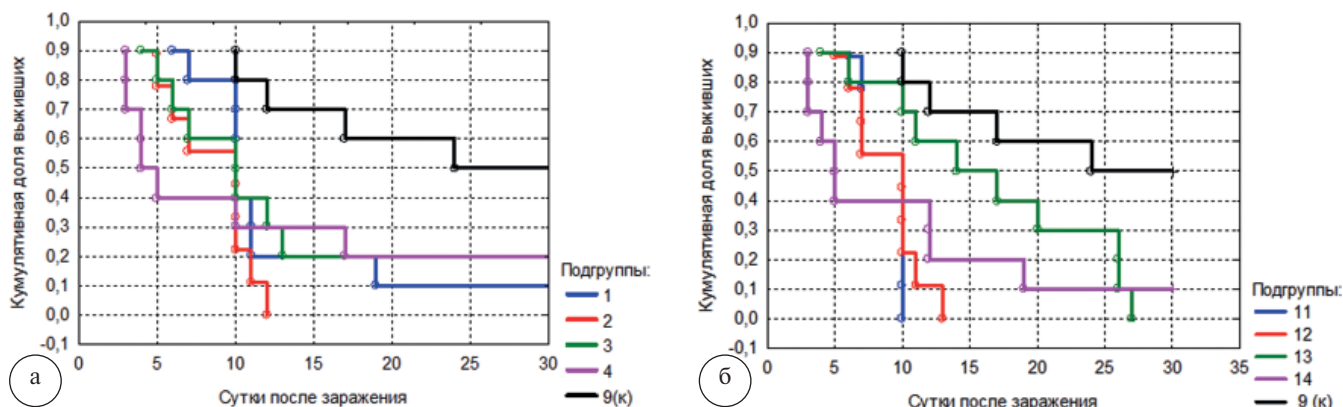 Кумулятивная доля выживших
1,0
0,9
0,8
0,7
0,6
0,5
0,4
0,3
0,2
0,1
0,0
-0,1
0 5 10 15 20 25 30
Сутки после заражения
а
Подгруппы:
1
2
3
4
9(к)
Кумулятивная доля выживших
1,0
0,9
0,8
0,7
0,6
0,5
0,4
0,3
0,2
0,1
0,0
-0,1
0 5 10 15 20 25 30 35
Сутки после заражения
б
Подгруппы:
11
12
13
14
9 (к)